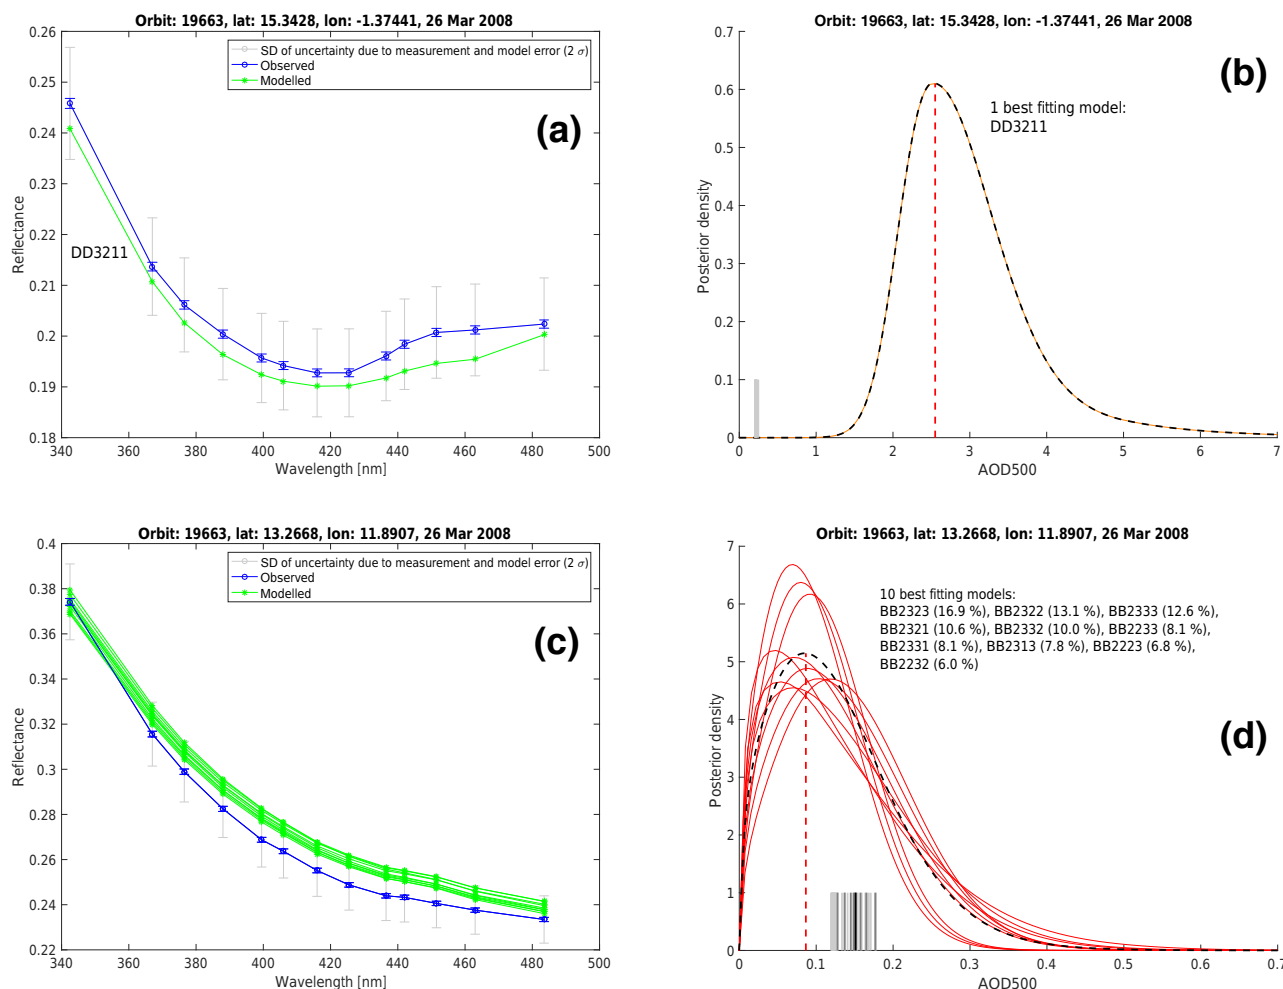 Orbit: 19663, lat: 15.3428, lon: -1.37441, 26 Mar 2008
0.26
0.25
0.24
0.23
0.22
0.21
0.2
0.19
0.18
Reflectance
SD of uncertainty due to measurement and model error (2 σ)
Observed
Modelled
(a)
DD3211
340 360 380 400 420 440 460 480 500
Wavelength [nm]
Orbit: 19663, lat: 15.3428, lon: -1.37441, 26 Mar 2008
0.7
0.6
0.5
0.4
0.3
0.2
0.1
0
Posterior density
(b)
1 best fitting model:
DD3211
0 1 2 3 4 5 6 7
AOD500
Orbit: 19663, lat: 13.2668, lon: 11.8907, 26 Mar 2008
0.4
0.38
0.36
0.34
0.32
0.3
0.28
0.26
0.24
0.22
Reflectance
SD of uncertainty due to measurement and model error (2 σ)
Observed
Modelled
(c)
340 360 380 400 420 440 460 480 500
Wavelength [nm]
Orbit: 19663, lat: 13.2668, lon: 11.8907, 26 Mar 2008
7
6
5
4
3
2
1
0
Posterior density
10 best fitting models:
BB2323 (16.9 %), BB2322 (13.1 %), BB2333 (12.6 %),
BB2321 (10.6 %), BB2332 (10.0 %), BB2233 (8.1 %),
BB2331 (8.1 %), BB2313 (7.8 %), BB2223 (6.8 %),
BB2232 (6.0 %)
(d)
0 0.1 0.2 0.3 0.4 0.5 0.6 0.7
AOD500